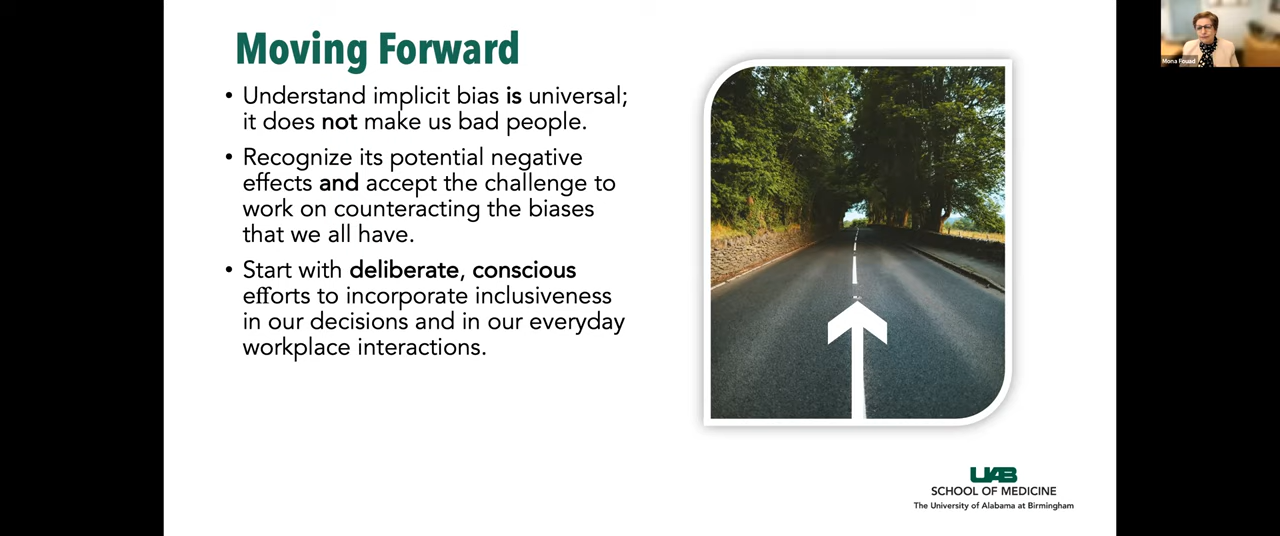 Moving Forward
• Understand implicit bias is universal;
it does not make us bad people.
• Recognize its potential negative
effects and accept the challenge to
work on counteracting the biases
that we all have.
• Start with deliberate, conscious
efforts to incorporate inclusiveness
in our decisions and in our everyday
workplace interactions.
Mona Fouad
UAB
SCHOOL OF MEDICINE
The University of Alabama at Birmingham